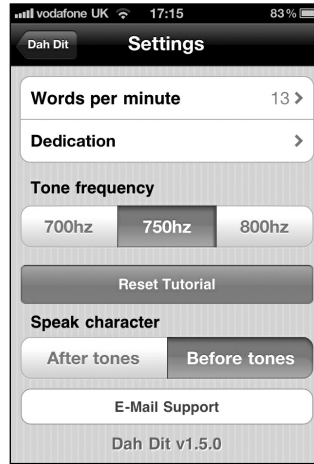 vodafone UK 17:15 83%
Dah Dit Settings
Words per minute 13
Dedication
Tone frequency
700hz 750hz 800hz
Reset Tutorial
Speak character
After tones Before tones
E-Mail Support
Dah Dit v1.5.0